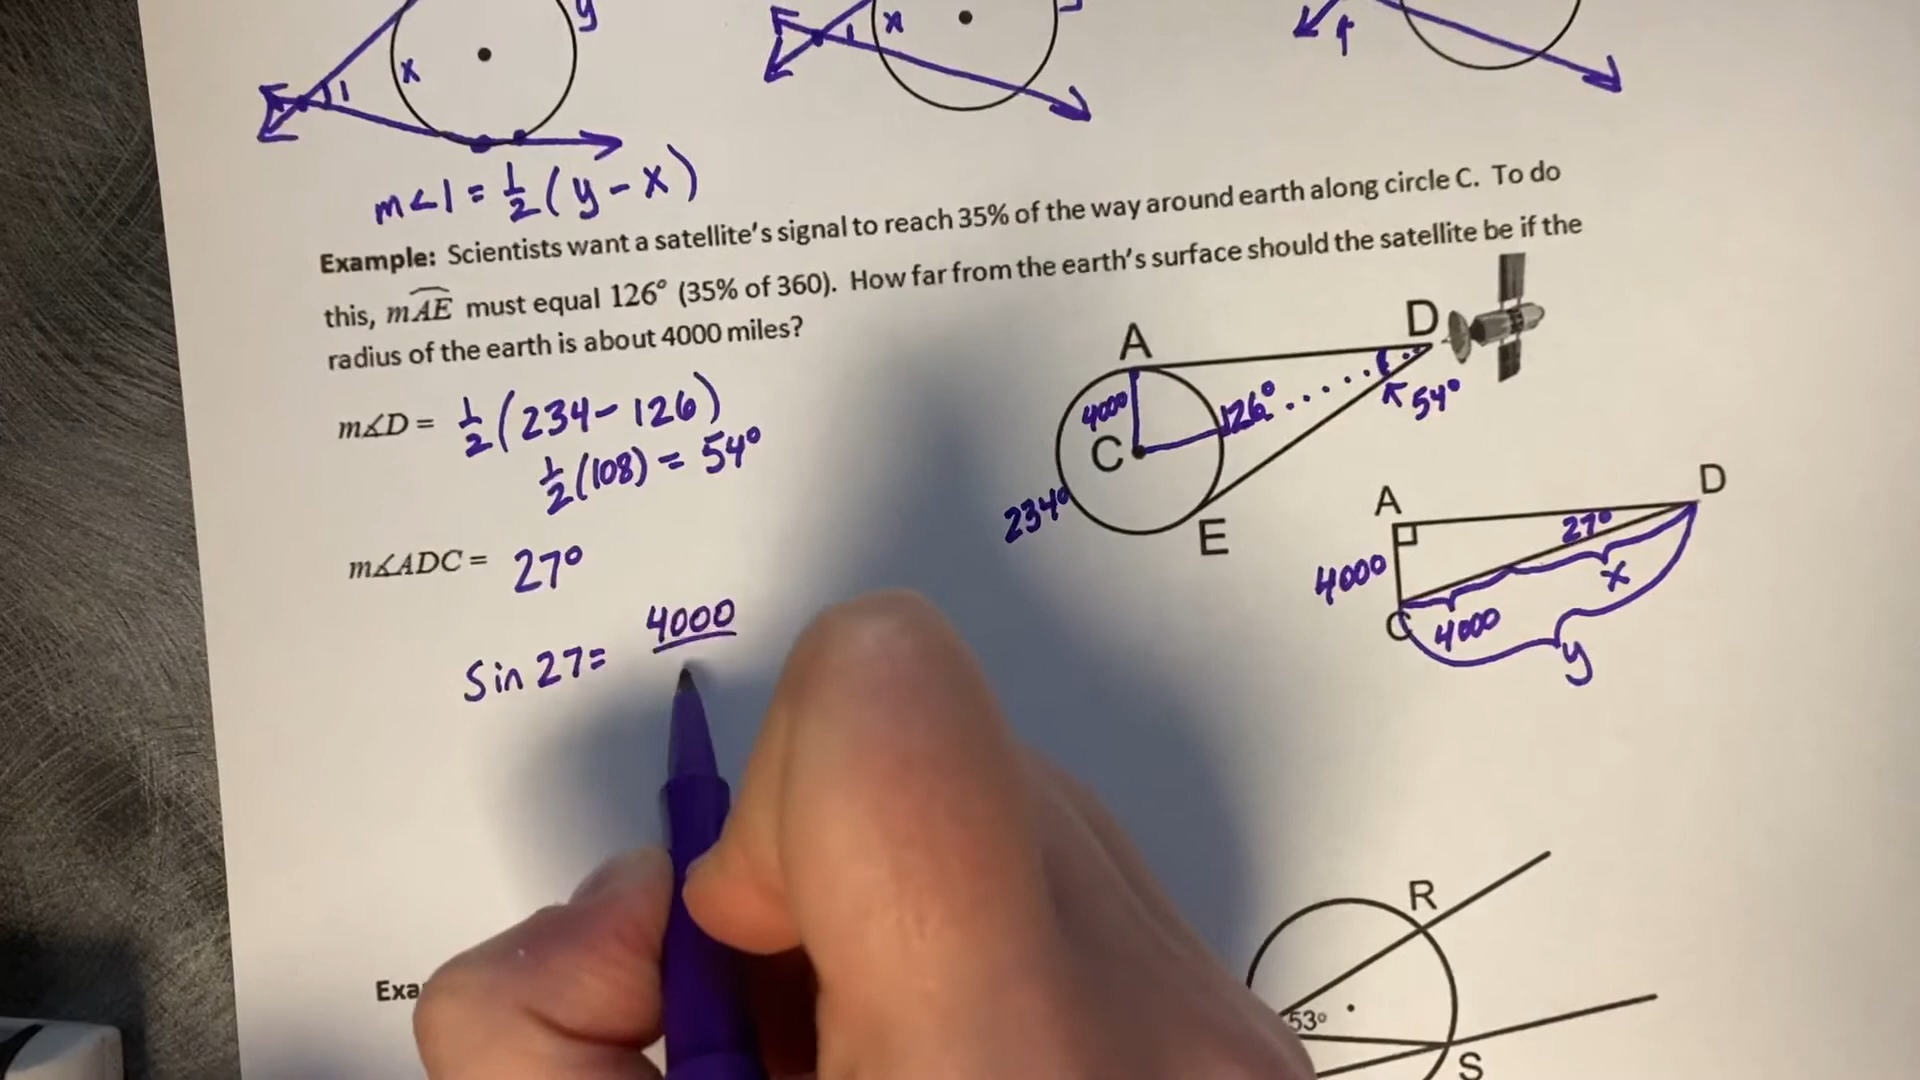 y
x
1
x
1
1
m<1 = 1/2 (y - x)
Example: Scientists want a satellite's signal to reach 35% of the way around earth along circle C. To do
this, mAE must equal 126° (35% of 360). How far from the earth's surface should the satellite be if the
radius of the earth is about 4000 miles?
A
D
4000
C
126°
54°
234°
E
m∡D = 1/2 (234 - 126)
1/2 (108) = 54°
m∡ADC = 27°
A
D
27°
4000
C
4000
x
y
Sin 27 = 4000
R
53°
S